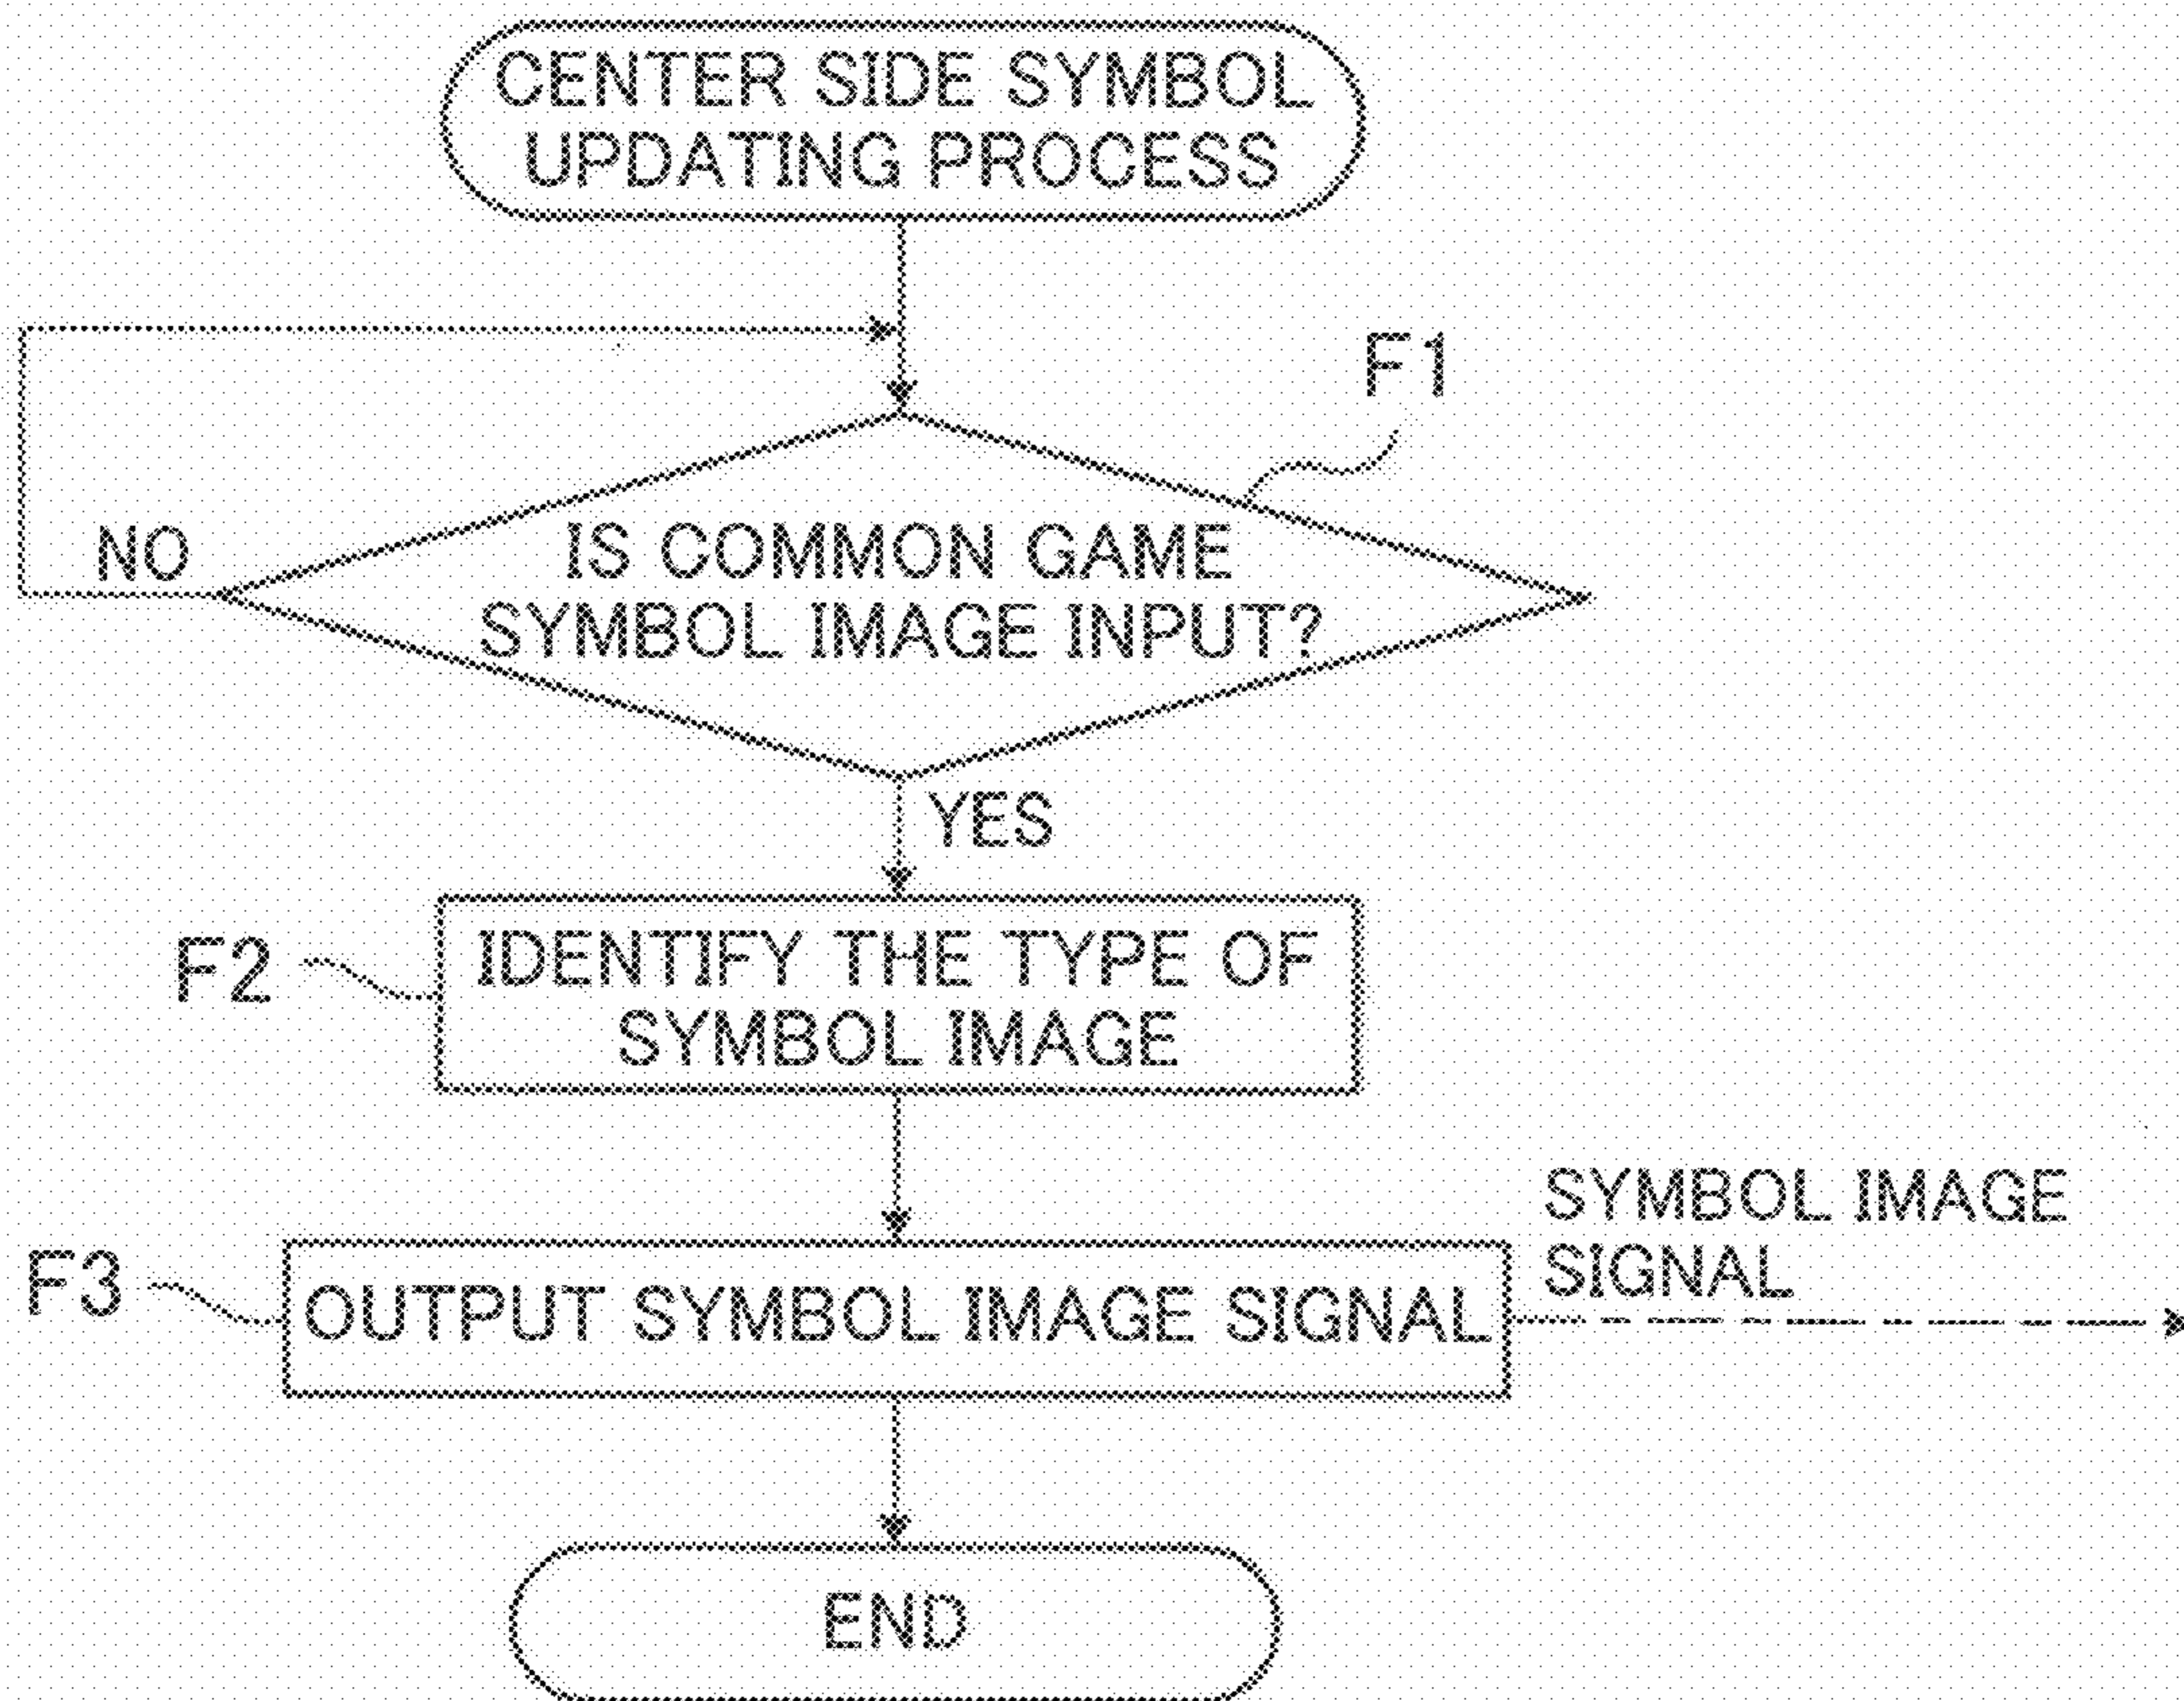 CENTER SIDE SYMBOL
UPDATING PROCESS
F1
NO
IS COMMON GAME
SYMBOL IMAGE INPUT?
YES
F2
IDENTIFY THE TYPE OF
SYMBOL IMAGE
SYMBOL IMAGE
SIGNAL
F3
OUTPUT SYMBOL IMAGE SIGNAL
END